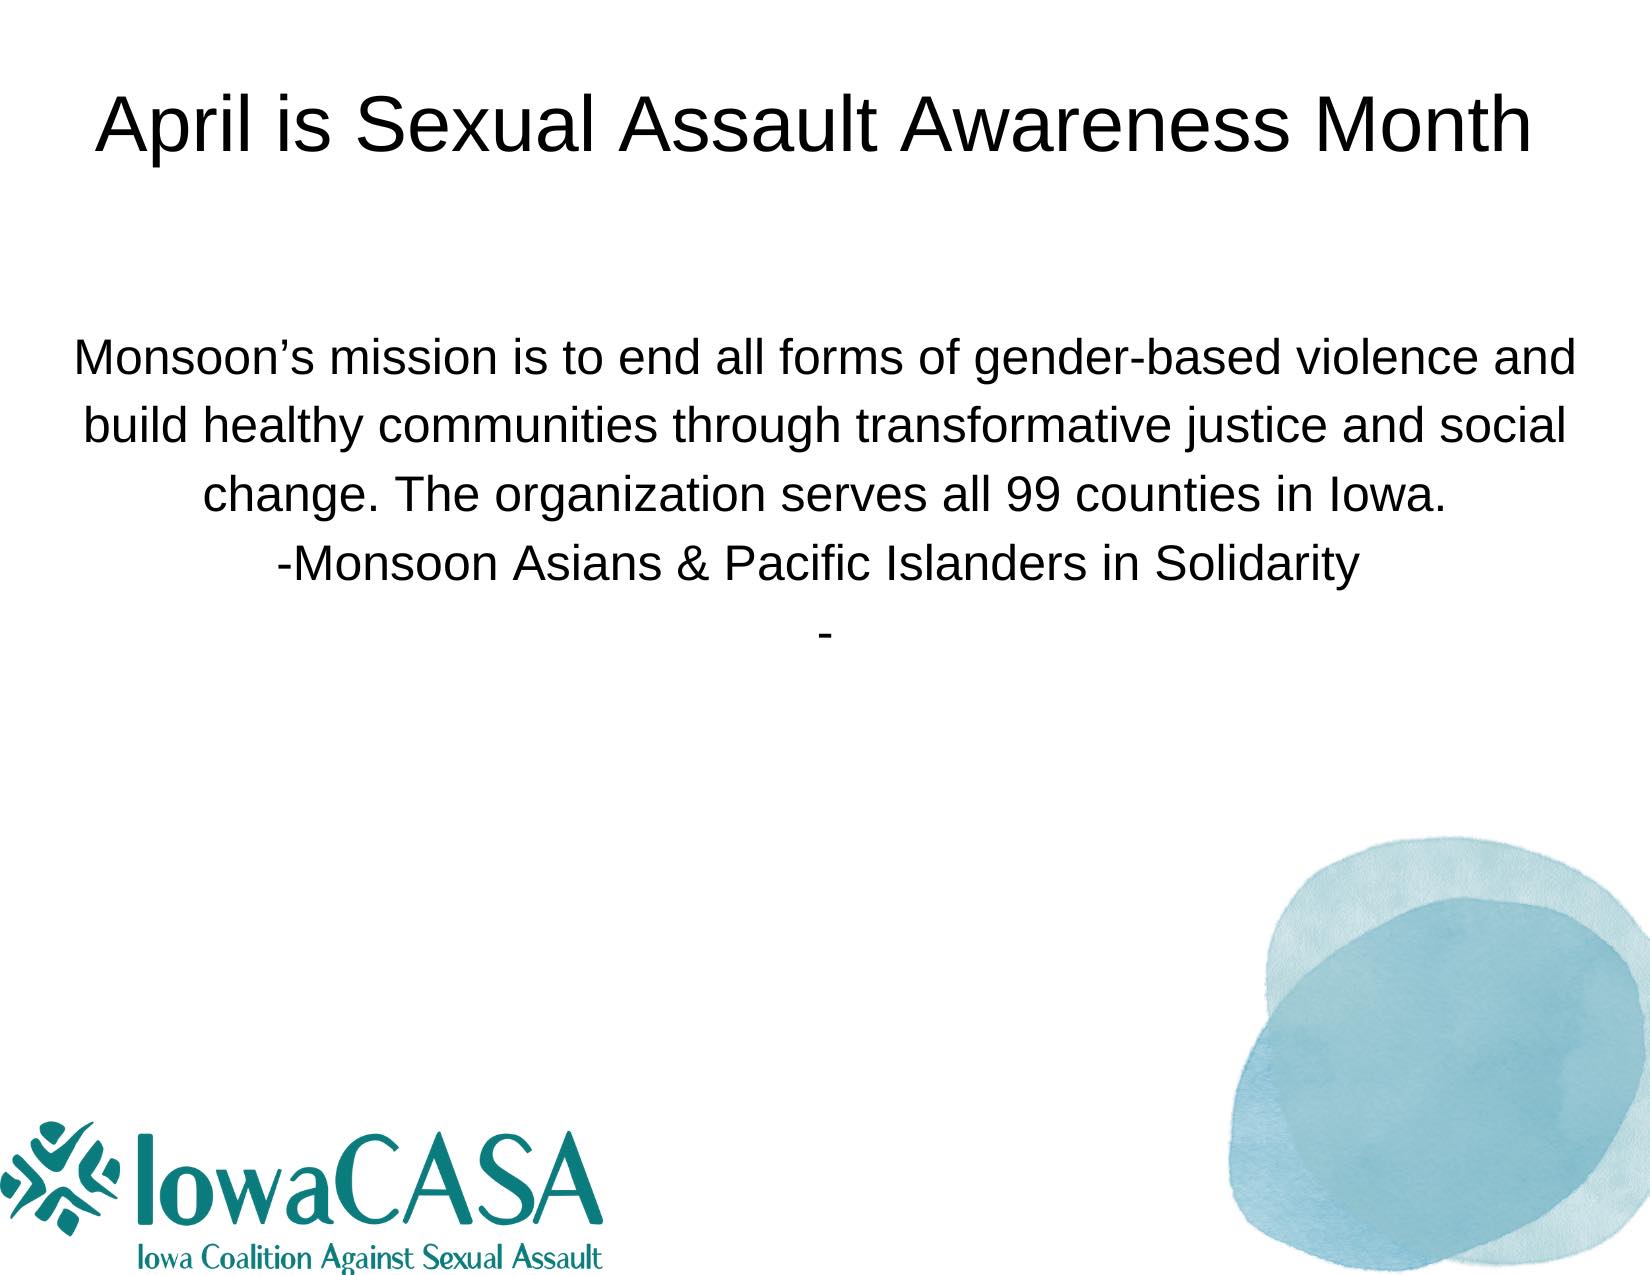 April is Sexual Assault Awareness Month
Monsoon’s mission is to end all forms of gender-based violence and
build healthy communities through transformative justice and social
change. The organization serves all 99 counties in Iowa.
-Monsoon Asians & Pacific Islanders in Solidarity
-
IowaCASA
Iowa Coalition Against Sexual Assault